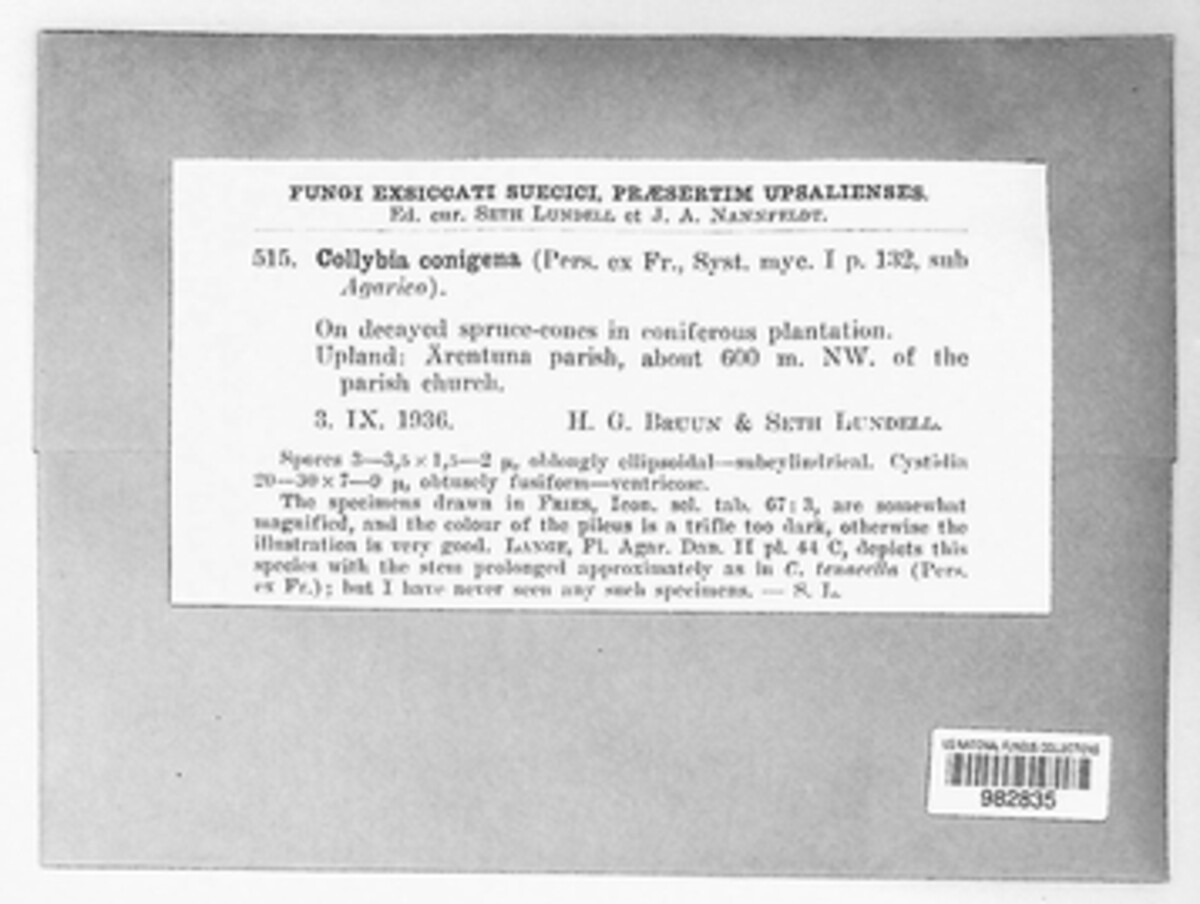 FUNGI EXSICCATI SUECICI, PRÆSERTIM UPSALIENSES.
Ed. cur. SETH LUNDELL et J. A. NANNFELDT.
515. Collybia conigena (Pers. ex Fr., Syst. myc. I p. 132, sub
Agarico).
On decayed spruce-cones in coniferous plantation.
Upland: Ärentuna parish, about 600 m. NW. of the
parish church.
3. IX. 1936. H. G. BRUUN & SETH LUNDELL.
Spores 3—3,5 × 1,5—2 μ, oblongly ellipsoidal—subcylindrical. Cystidia
20—30 × 7—9 μ, obtusely fusiform—ventricose.
The specimens drawn in FRIES, Icon. sel. tab. 67: 3, are somewhat
magnified, and the colour of the pileus is a trifle too dark, otherwise the
illustration is very good. LANGE, Fl. Agar. Dan. II pl. 44 C, depicts this
species with the stem prolonged approximately as in C. tenacella (Pers.
ex Fr.); but I have never seen any such specimens. — S. L.
US NATIONAL FUNGUS COLLECTIONS
982835